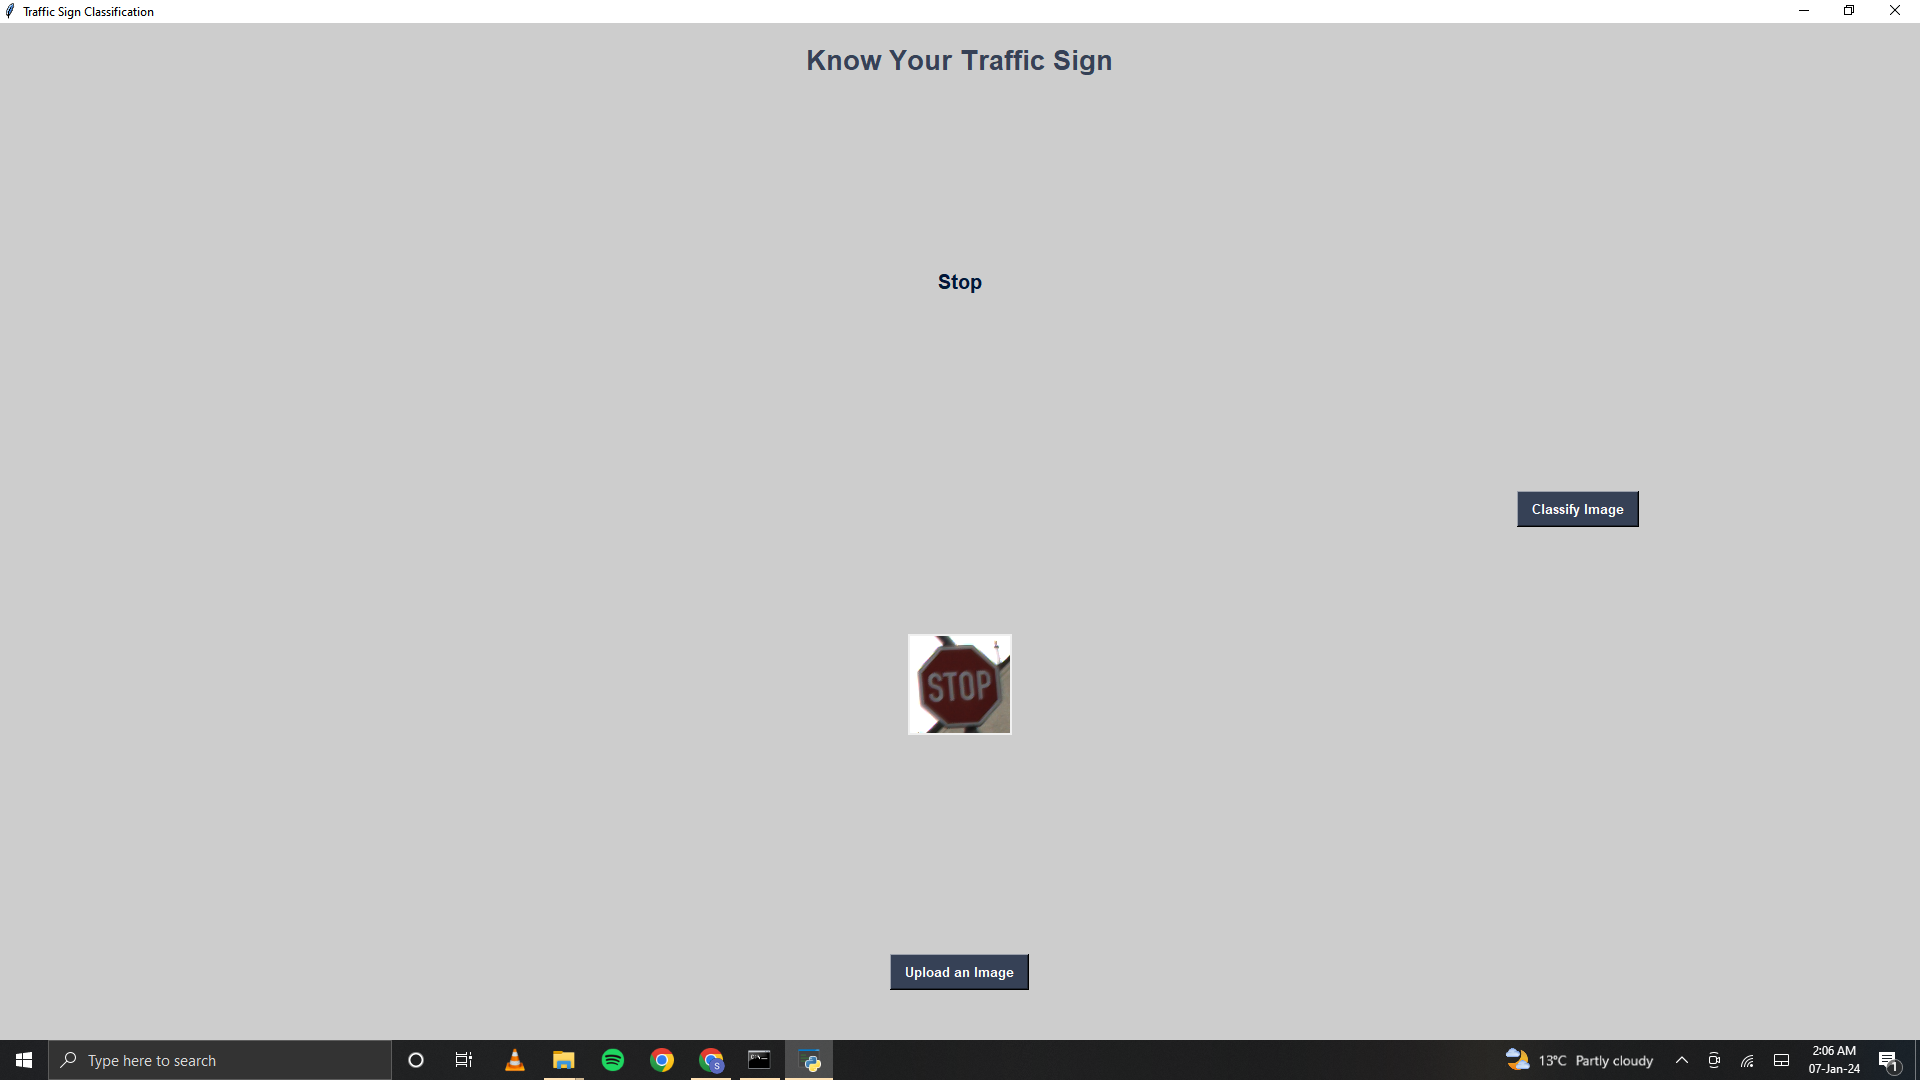 Traffic Sign Classification
Know Your Traffic Sign
Stop
Classify Image
STOP
Upload an Image
Type here to search
S
13°C Partly cloudy
2:06 AM
07-Jan-24
1